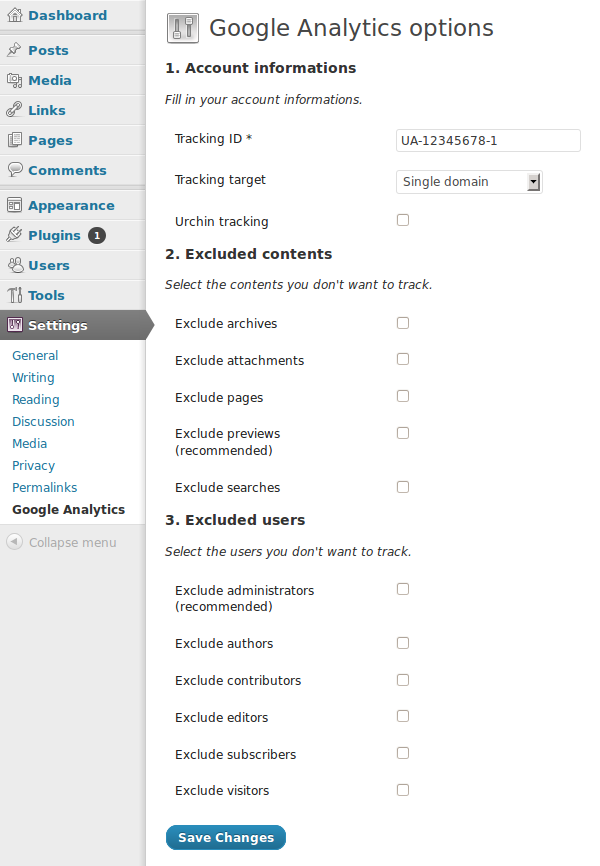 Dashboard
Posts
Media
Links
Pages
Comments
Appearance
Plugins 1
Users
Tools
Settings
General
Writing
Reading
Discussion
Media
Privacy
Permalinks
Google Analytics
Collapse menu
Google Analytics options
1. Account informations
Fill in your account informations.
Tracking ID * UA-12345678-1
Tracking target Single domain
Urchin tracking
2. Excluded contents
Select the contents you don't want to track.
Exclude archives
Exclude attachments
Exclude pages
Exclude previews
(recommended)
Exclude searches
3. Excluded users
Select the users you don't want to track.
Exclude administrators
(recommended)
Exclude authors
Exclude contributors
Exclude editors
Exclude subscribers
Exclude visitors
Save Changes